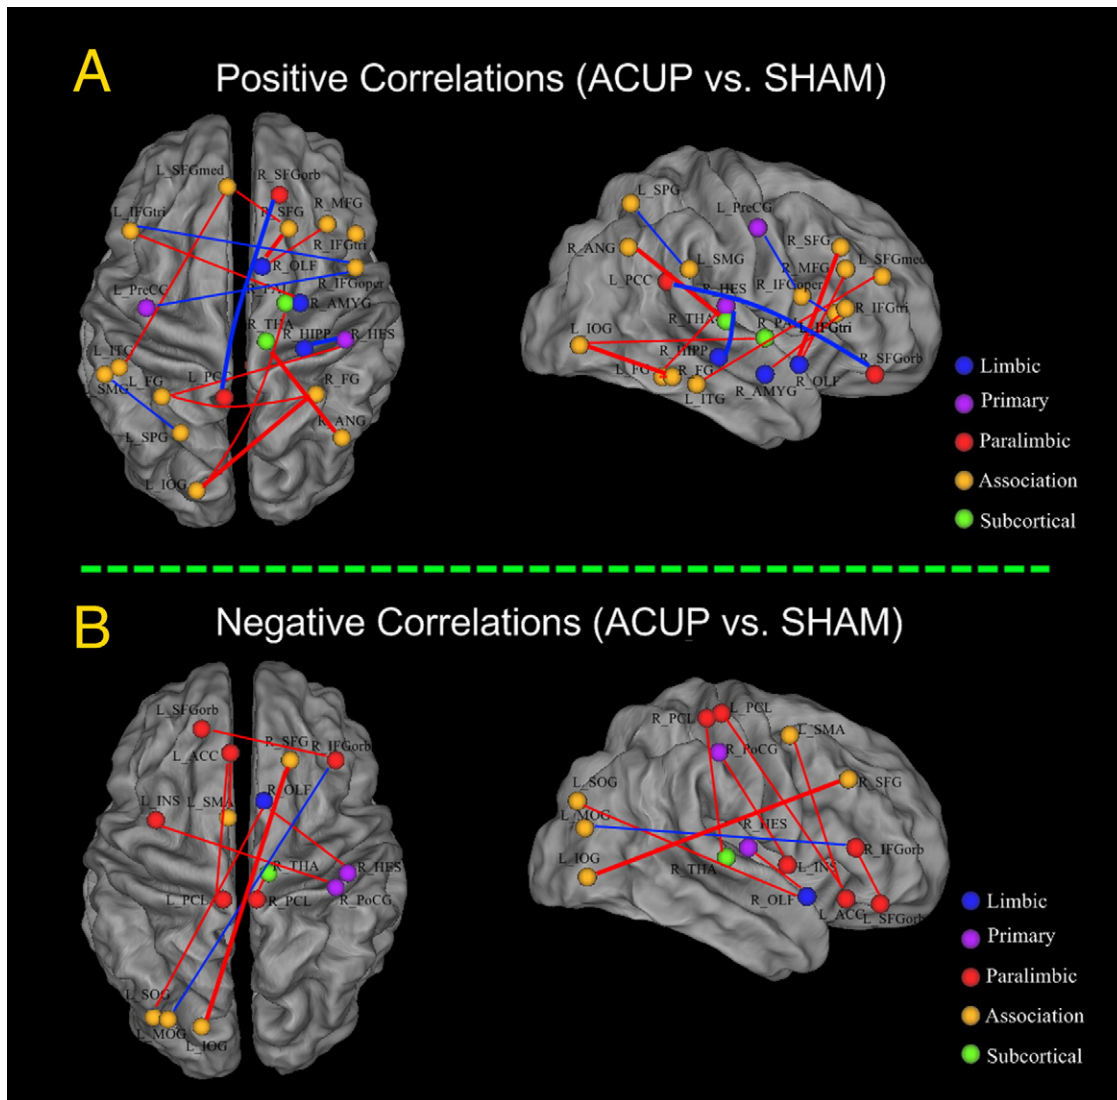 A
Positive Correlations (ACUP vs. SHAM)
L_SFGmed
R_SFGorb
L_IFGtri
R_SFG
R_MFG
R_IFGtri
R_OLF
R_IFGoper
L_PreCG
R_PAL
R_AMYG
R_THA
R_HIPP
R_HES
L_ITG
L_SMG
L_FG
L_PCC
R_FG
L_SPG
R_ANG
L_IOG
L_SPG
L_PreCG
R_ANG
R_SFG
L_SMG
R_MFG
L_SFGmed
L_PCC
R_HES
R_IFGoper
R_THA
R_PAL
L_IFGtri
R_IFGtri
L_IOG
R_HIPP
R_SFGorb
L_FG
R_FG
L_ITG
R_AMYG
R_OLF
Limbic
Primary
Paralimbic
Association
Subcortical
B
Negative Correlations (ACUP vs. SHAM)
L_SFGorb
L_ACC
R_SFG
R_IFGorb
L_INS
L_SMA
R_OLF
R_THA
R_HES
L_PCL
R_PCL
R_PoCG
L_SOG
L_MOG
L_IOG
R_PCL
L_PCL
L_SMA
R_PoCG
R_SFG
L_SOG
L_MOG
R_HES
R_IFGorb
L_IOG
R_THA
L_INS
R_OLF
L_ACC
L_SFGorb
Limbic
Primary
Paralimbic
Association
Subcortical